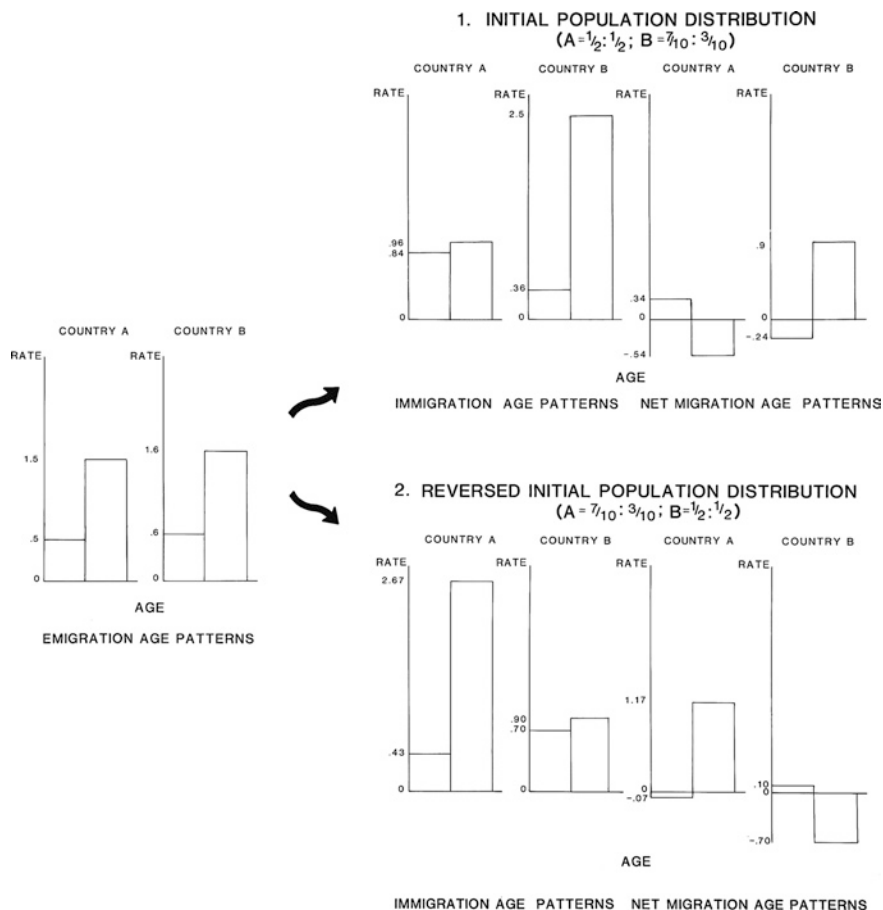 1. INITIAL POPULATION DISTRIBUTION
(A=1/2:1/2; B=7/10:3/10)
COUNTRY A COUNTRY B COUNTRY A COUNTRY B
RATE RATE RATE RATE
2.5
.96
.84
.36
.34
0
-.54
.9
0
-.24
0 0
AGE
IMMIGRATION AGE PATTERNS NET MIGRATION AGE PATTERNS
COUNTRY A COUNTRY B
RATE RATE
1.5
.5
0
1.6
.6
0
AGE
EMIGRATION AGE PATTERNS
2. REVERSED INITIAL POPULATION DISTRIBUTION
(A=7/10:3/10; B=1/2:1/2)
COUNTRY A COUNTRY B COUNTRY A COUNTRY B
RATE RATE RATE RATE
2.67
.43
0
.90
.70
0
1.17
0
-.07
.10
0
-.70
AGE
IMMIGRATION AGE PATTERNS NET MIGRATION AGE PATTERNS